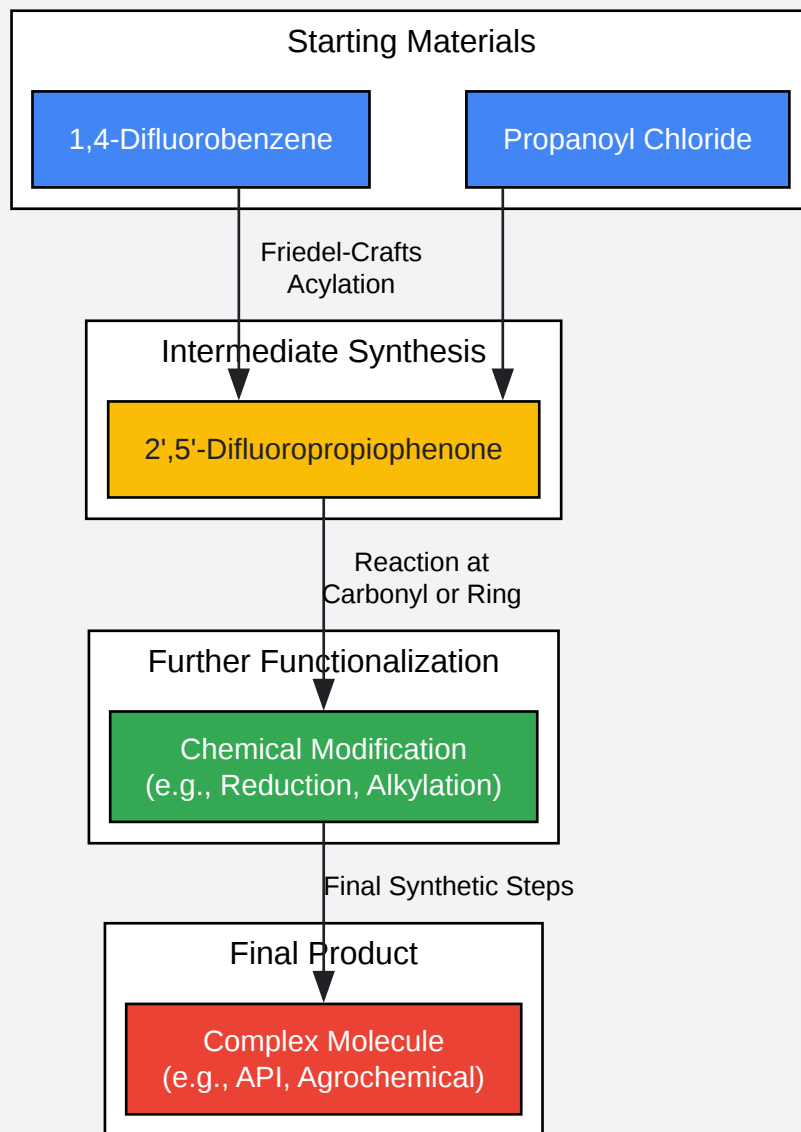 Starting Materials
1,4-Difluorobenzene
Propanoyl Chloride
Friedel-Crafts
Acylation
Intermediate Synthesis
2',5'-Difluoropropiophenone
Reaction at
Carbonyl or Ring
Further Functionalization
Chemical Modification
(e.g., Reduction, Alkylation)
Final Synthetic Steps
Final Product
Complex Molecule
(e.g., API, Agrochemical)